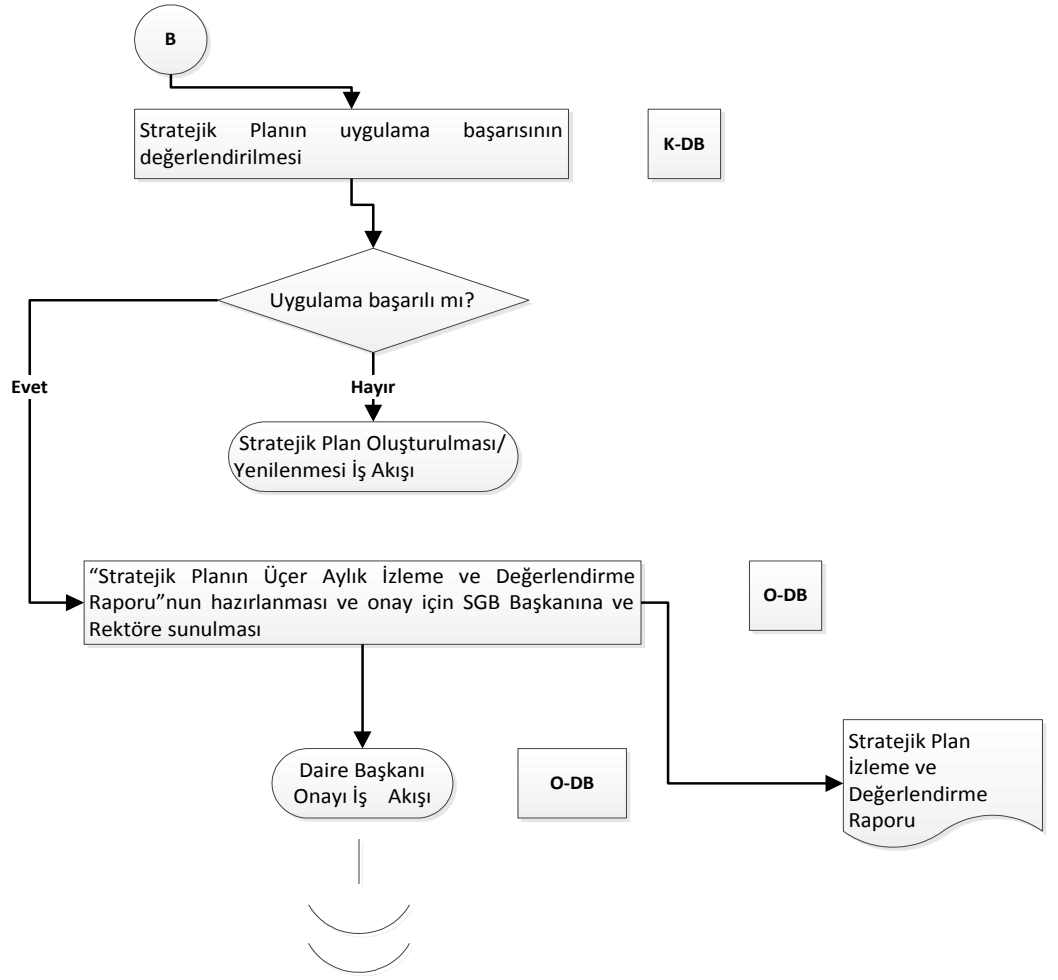 B
Stratejik Planın uygulama başarısının
değerlendirilmesi
K-DB
Uygulama başarılı mı?
Evet
Hayır
Stratejik Plan Oluşturulması/
Yenilenmesi İş Akışı
“Stratejik Planın Üçer Aylık İzleme ve Değerlendirme
Raporu”nun hazırlanması ve onay için SGB Başkanına ve
Rektöre sunulması
O-DB
Daire Başkanı
Onayı İş Akışı
O-DB
Stratejik Plan
İzleme ve
Değerlendirme
Raporu